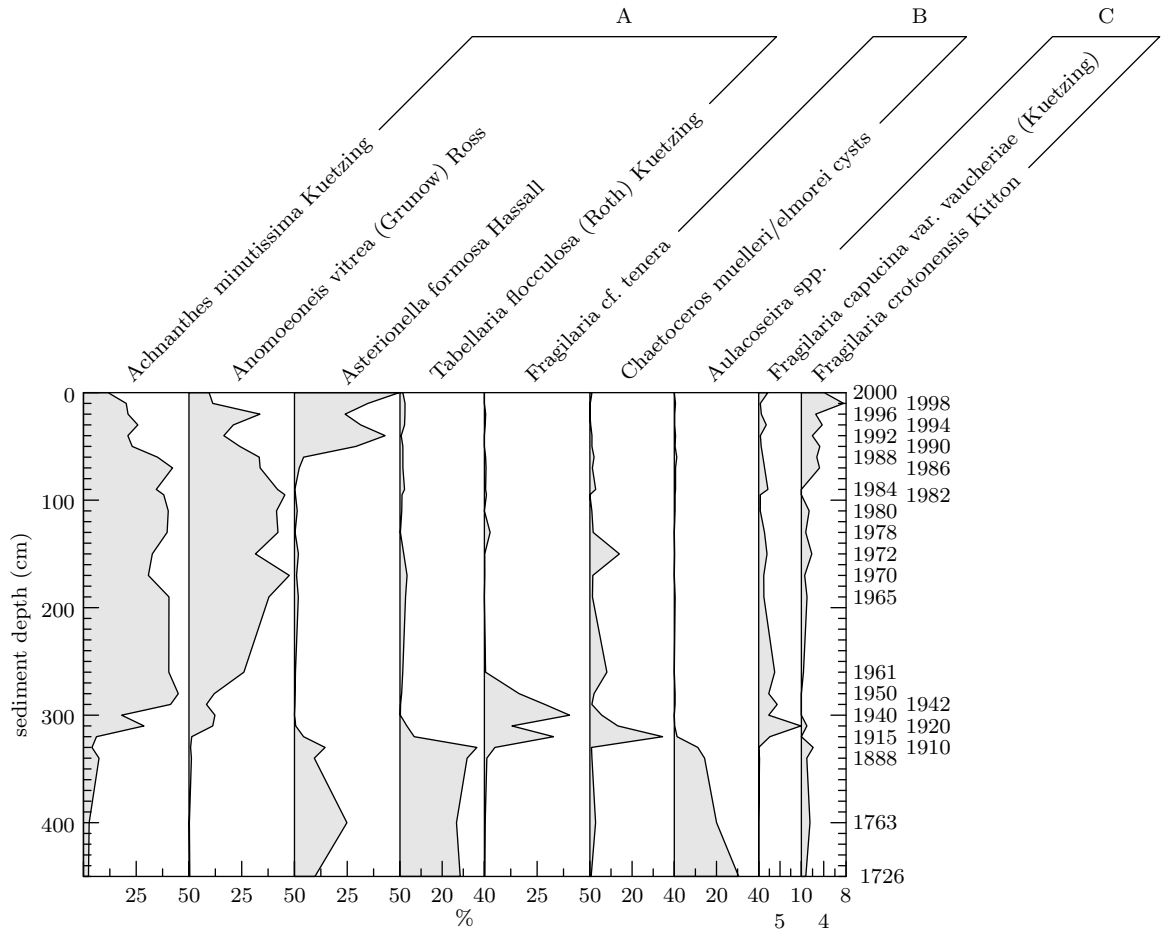 A
B
C
Achnanthes minutissima Kuetzing
Anomoeoneis vitrea (Grunow) Ross
Asterionella formosa Hassall
Tabellaria flocculosa (Roth) Kuetzing
Fragilaria cf. tenera
Chaetoceros muelleri/elmorei cysts
Aulacoseira spp.
Fragilaria capucina var. vaucheriae (Kuetzing)
Fragilaria crotonensis Kitton
0
100
200
300
400
sediment depth (cm)
2000
1998
1996
1994
1992
1990
1988
1986
1984
1982
1980
1978
1972
1970
1965
1961
1950
1942
1940
1920
1915
1910
1888
1763
1726
25 50 25 50 25 50 20 40 25 50 20 40 20 40 10 8
% 5 4